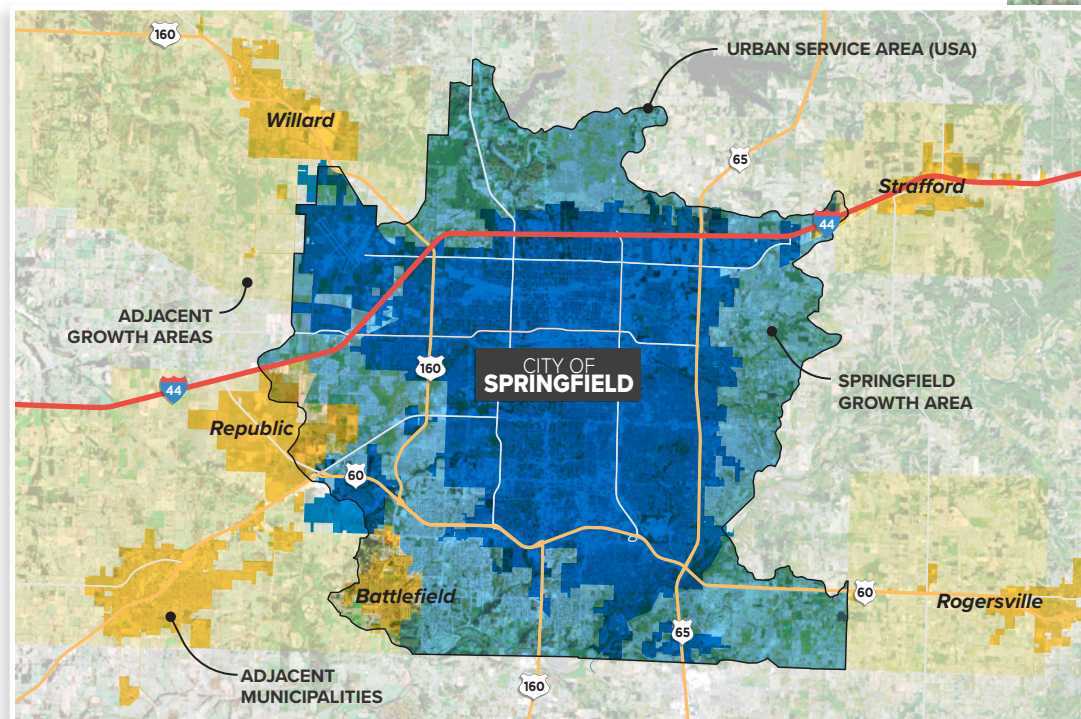 160
URBAN SERVICE AREA (USA)
Willard
65
Strafford
44
ADJACENT
GROWTH AREAS
160
CITY OF
SPRINGFIELD
44
SPRINGFIELD
GROWTH AREA
Republic
60
Battlefield
60
Rogersville
65
ADJACENT
MUNICIPALITIES
160